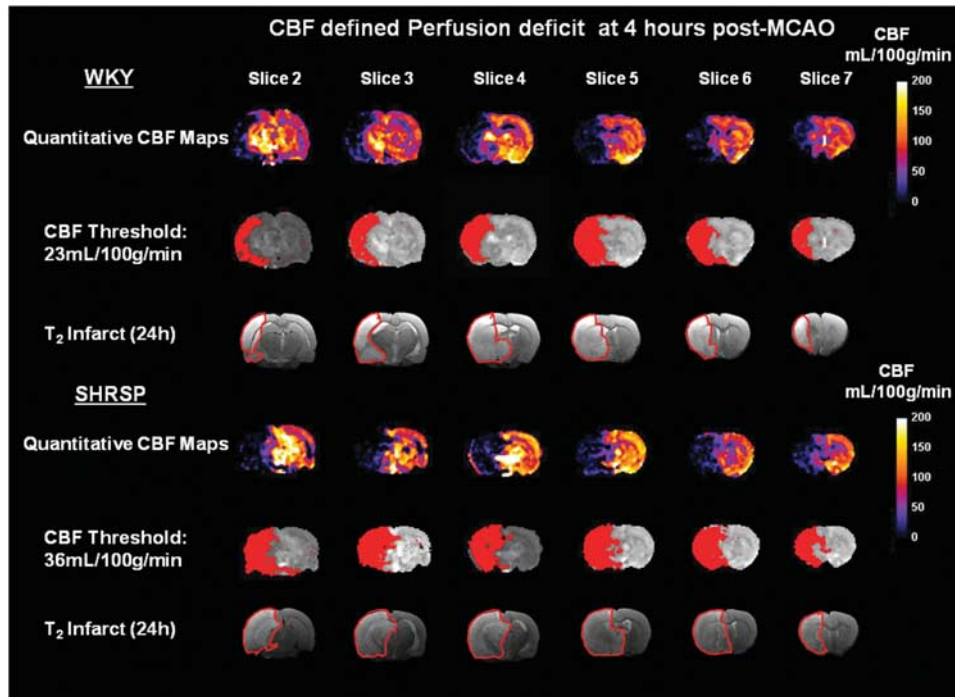 CBF defined Perfusion deficit at 4 hours post-MCAO
CBF
mL/100g/min
WKY
Slice 2 Slice 3 Slice 4 Slice 5 Slice 6 Slice 7
200
150
100
50
0
Quantitative CBF Maps
CBF Threshold:
23mL/100g/min
T₂ Infarct (24h)
CBF
mL/100g/min
SHRSP
200
150
100
50
0
Quantitative CBF Maps
CBF Threshold:
36mL/100g/min
T₂ Infarct (24h)